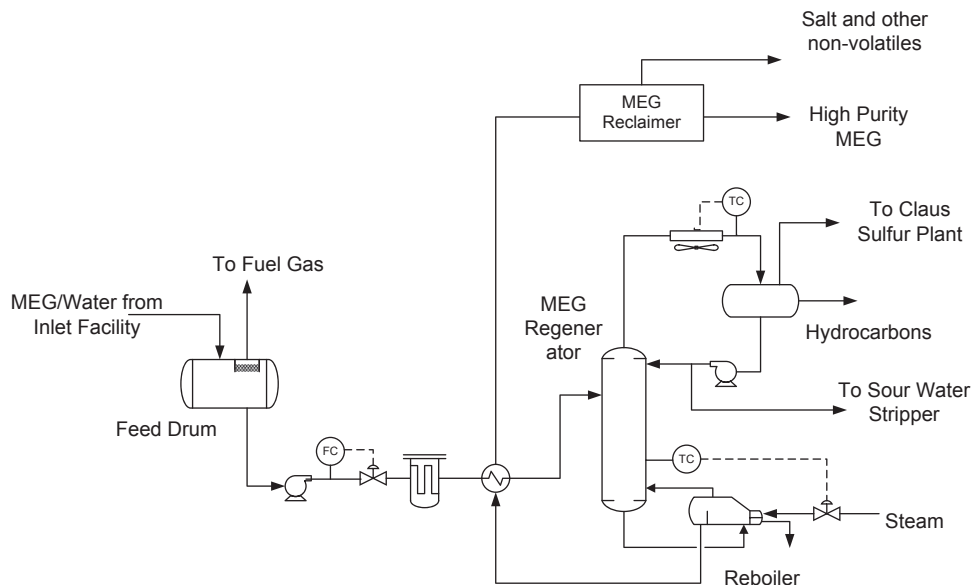 Salt and other
non-volatiles
MEG
Reclaimer
High Purity
MEG
TC
To Claus
Sulfur Plant
To Fuel Gas
MEG/Water from
Inlet Facility
MEG
Regener
ator
Hydrocarbons
To Sour Water
Stripper
Feed Drum
FC
TC
Steam
Reboiler